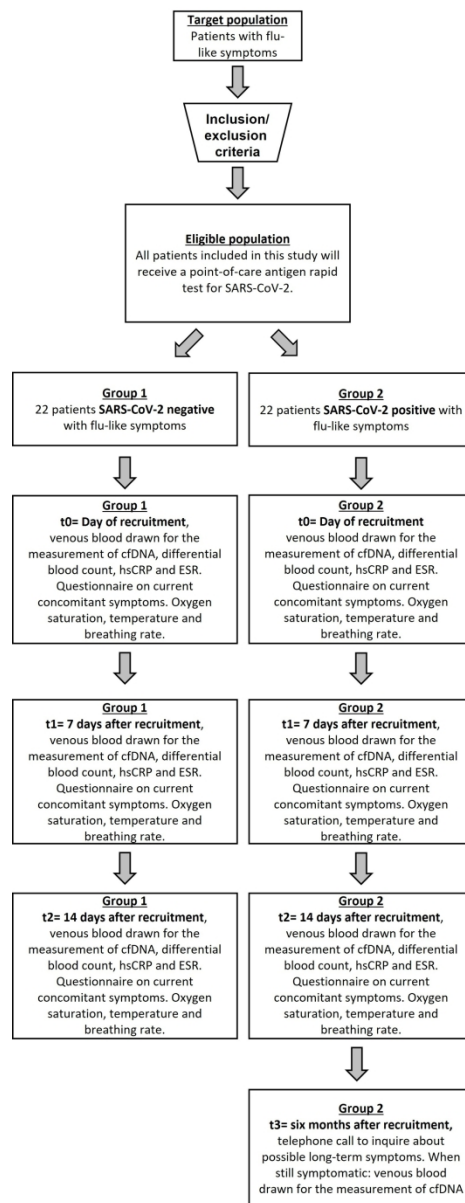 Target population
Patients with flu-
like symptoms
Inclusion/
exclusion
criteria
Eligible population
All patients included in this study will
receive a point-of-care antigen rapid
test for SARS-CoV-2.
Group 1
22 patients SARS-CoV-2 negative
with flu-like symptoms
Group 2
22 patients SARS-CoV-2 positive with
flu-like symptoms
Group 1
t0= Day of recruitment,
venous blood drawn for the
measurement of cfDNA, differential
blood count, hsCRP and ESR.
Questionnaire on current
concomitant symptoms. Oxygen
saturation, temperature and
breathing rate.
Group 2
t0= Day of recruitment
venous blood drawn for the
measurement of cfDNA, differential
blood count, hsCRP and ESR.
Questionnaire on current
concomitant symptoms. Oxygen
saturation, temperature and
breathing rate.
Group 1
t1= 7 days after recruitment,
venous blood drawn for the
measurement of cfDNA, differential
blood count, hsCRP and ESR.
Questionnaire on current
concomitant symptoms. Oxygen
saturation, temperature and
breathing rate.
Group 2
t1= 7 days after recruitment,
venous blood drawn for the
measurement of cfDNA, differential
blood count, hsCRP and ESR.
Questionnaire on current
concomitant symptoms. Oxygen
saturation, temperature and
breathing rate.
Group 1
t2= 14 days after recruitment,
venous blood drawn for the
measurement of cfDNA, differential
blood count, hsCRP and ESR.
Questionnaire on current
concomitant symptoms. Oxygen
saturation, temperature and
breathing rate.
Group 2
t2= 14 days after recruitment,
venous blood drawn for the
measurement of cfDNA, differential
blood count, hsCRP and ESR.
Questionnaire on current
concomitant symptoms. Oxygen
saturation, temperature and
breathing rate.
Group 2
t3= six months after recruitment,
telephone call to inquire about
possible long-term symptoms. When
still symptomatic: venous blood
drawn for the measurement of cfDNA